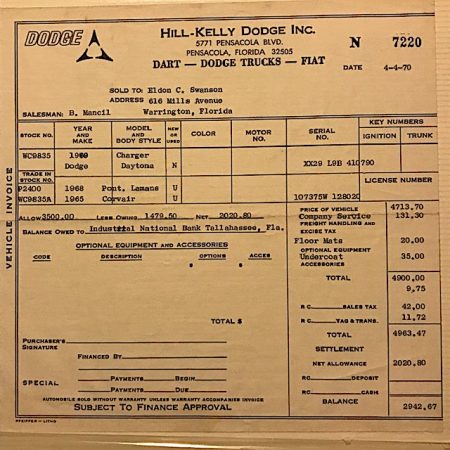 DODGE
HILL-KELLY DODGE INC.
5771 PENSACOLA BLVD.
PENSACOLA, FLORIDA 32505
DART — DODGE TRUCKS — FIAT
N 7220
DATE 4-4-70
SOLD TO: Eldon C. Swanson
ADDRESS 616 Mills Avenue
SALESMAN: B. Mancil Warrington, Florida
VEHICLE INVOICE
KEY NUMBERS
STOCK NO. YEAR AND MAKE MODEL AND BODY STYLE NEW OR USED COLOR MOTOR NO. SERIAL NO. IGNITION TRUNK
WC9835 1969 Charger
Dodge Daytona N XX29 L9B 410790
TRADE IN STOCK NO. LICENSE NUMBER
P2400 1968 Pont. Lamans U
WC9835A 1965 Corvair U 107375W 128020
ALLOW 3500.00 LESS OWING 1479.50 NET 2020.80
PRICE OF VEHICLE 4713.70
Company Service 131.30
FREIGHT HANDLING AND EXCISE TAX
BALANCE OWED TO Industrial National Bank Tallahassee, Fla.
Floor Mats 20.00
OPTIONAL EQUIPMENT AND ACCESSORIES
OPTIONAL EQUIPMENT AND
Undercoat 35.00
ACCESSORIES
CODE DESCRIPTION $ OPTIONS $ ACCES
TOTAL 4900.00
9.75
RC SALES TAX 42.00
RC TAG & TRANS. 11.72
TOTAL $
TOTAL 4963.47
PURCHASER'S SIGNATURE
SETTLEMENT
FINANCED BY
NET ALLOWANCE 2020.80
SPECIAL PAYMENTS BEGIN
RC DEPOSIT
PAYMENTS DUE
RC CASH
AUTOMOBILE SOLD WITHOUT WARRANTY UNLESS WARRANTY ACCOMPANIES INVOICE
SUBJECT TO FINANCE APPROVAL
BALANCE 2942.67
PFEIFFER - LITHO